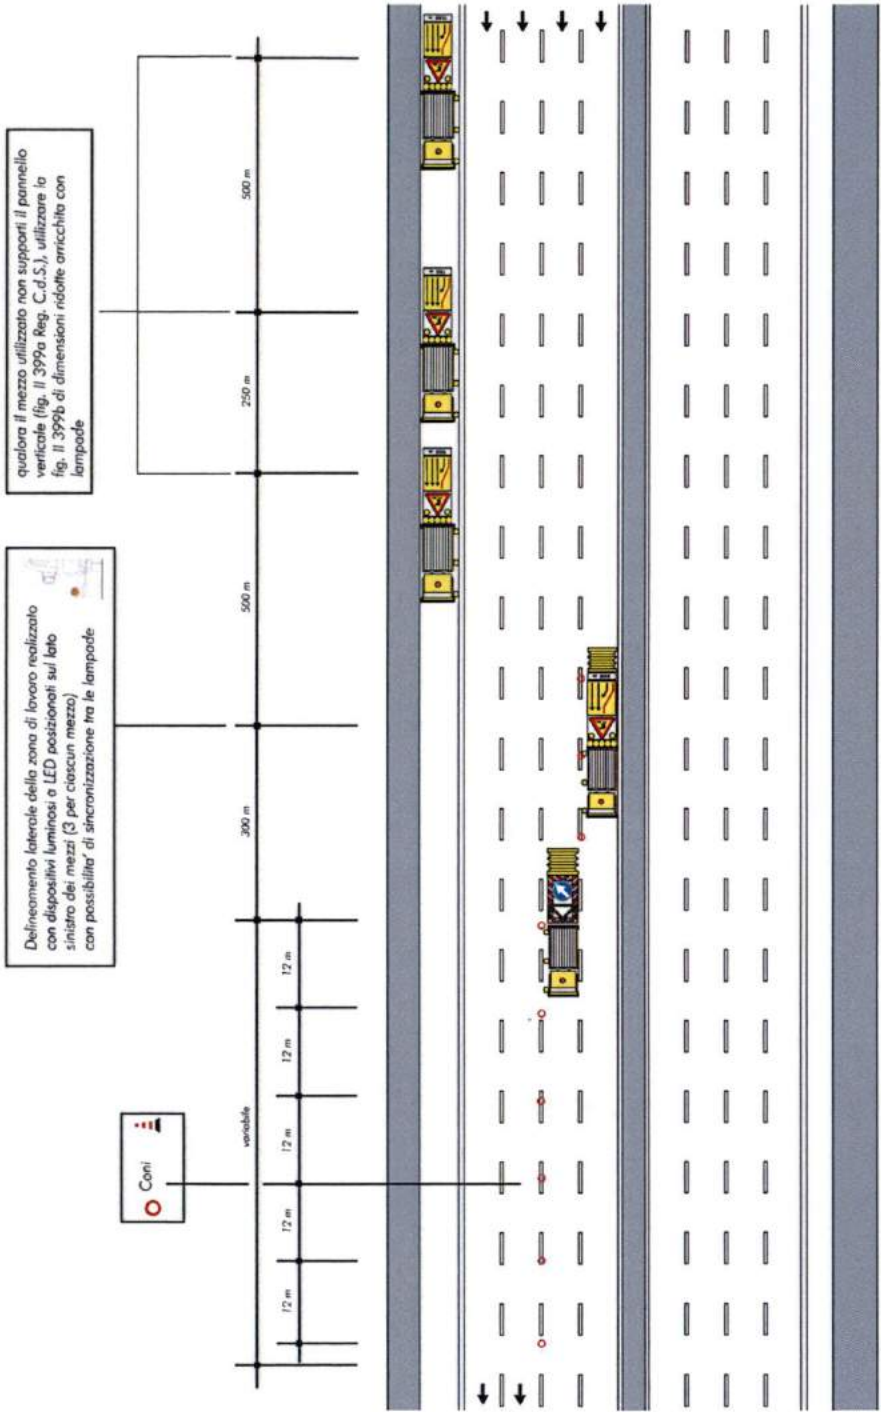 qualora il mezzo utilizzato non supporti il pannello
verticale (fig. II 399a Reg. C.d.S.), utilizzare la
fig. II 399b di dimensioni ridotte arricchita con
lampade
Delineamento laterale della zona di lavoro realizzato
con dispositivi luminosi a LED posizionati sul lato
sinistro dei mezzi (3 per ciascun mezzo)
con possibilita' di sincronizzazione tra le lampade
Coni
500 m
250 m
500 m
300 m
variabile
12 m
12 m
12 m
12 m
12 m